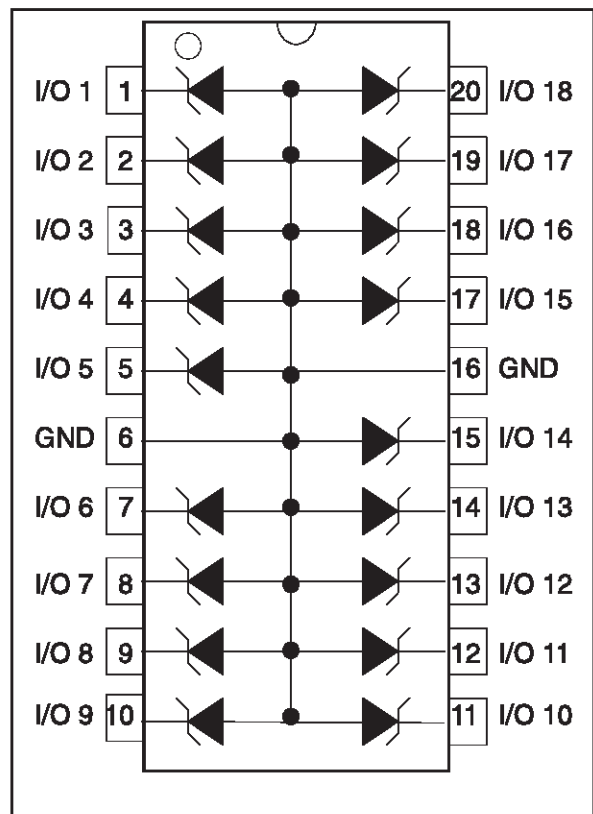 I/O 1 1 20 I/O 18
I/O 2 2 19 I/O 17
I/O 3 3 18 I/O 16
I/O 4 4 17 I/O 15
I/O 5 5 16 GND
GND 6 15 I/O 14
I/O 6 7 14 I/O 13
I/O 7 8 13 I/O 12
I/O 8 9 12 I/O 11
I/O 9 10 11 I/O 10